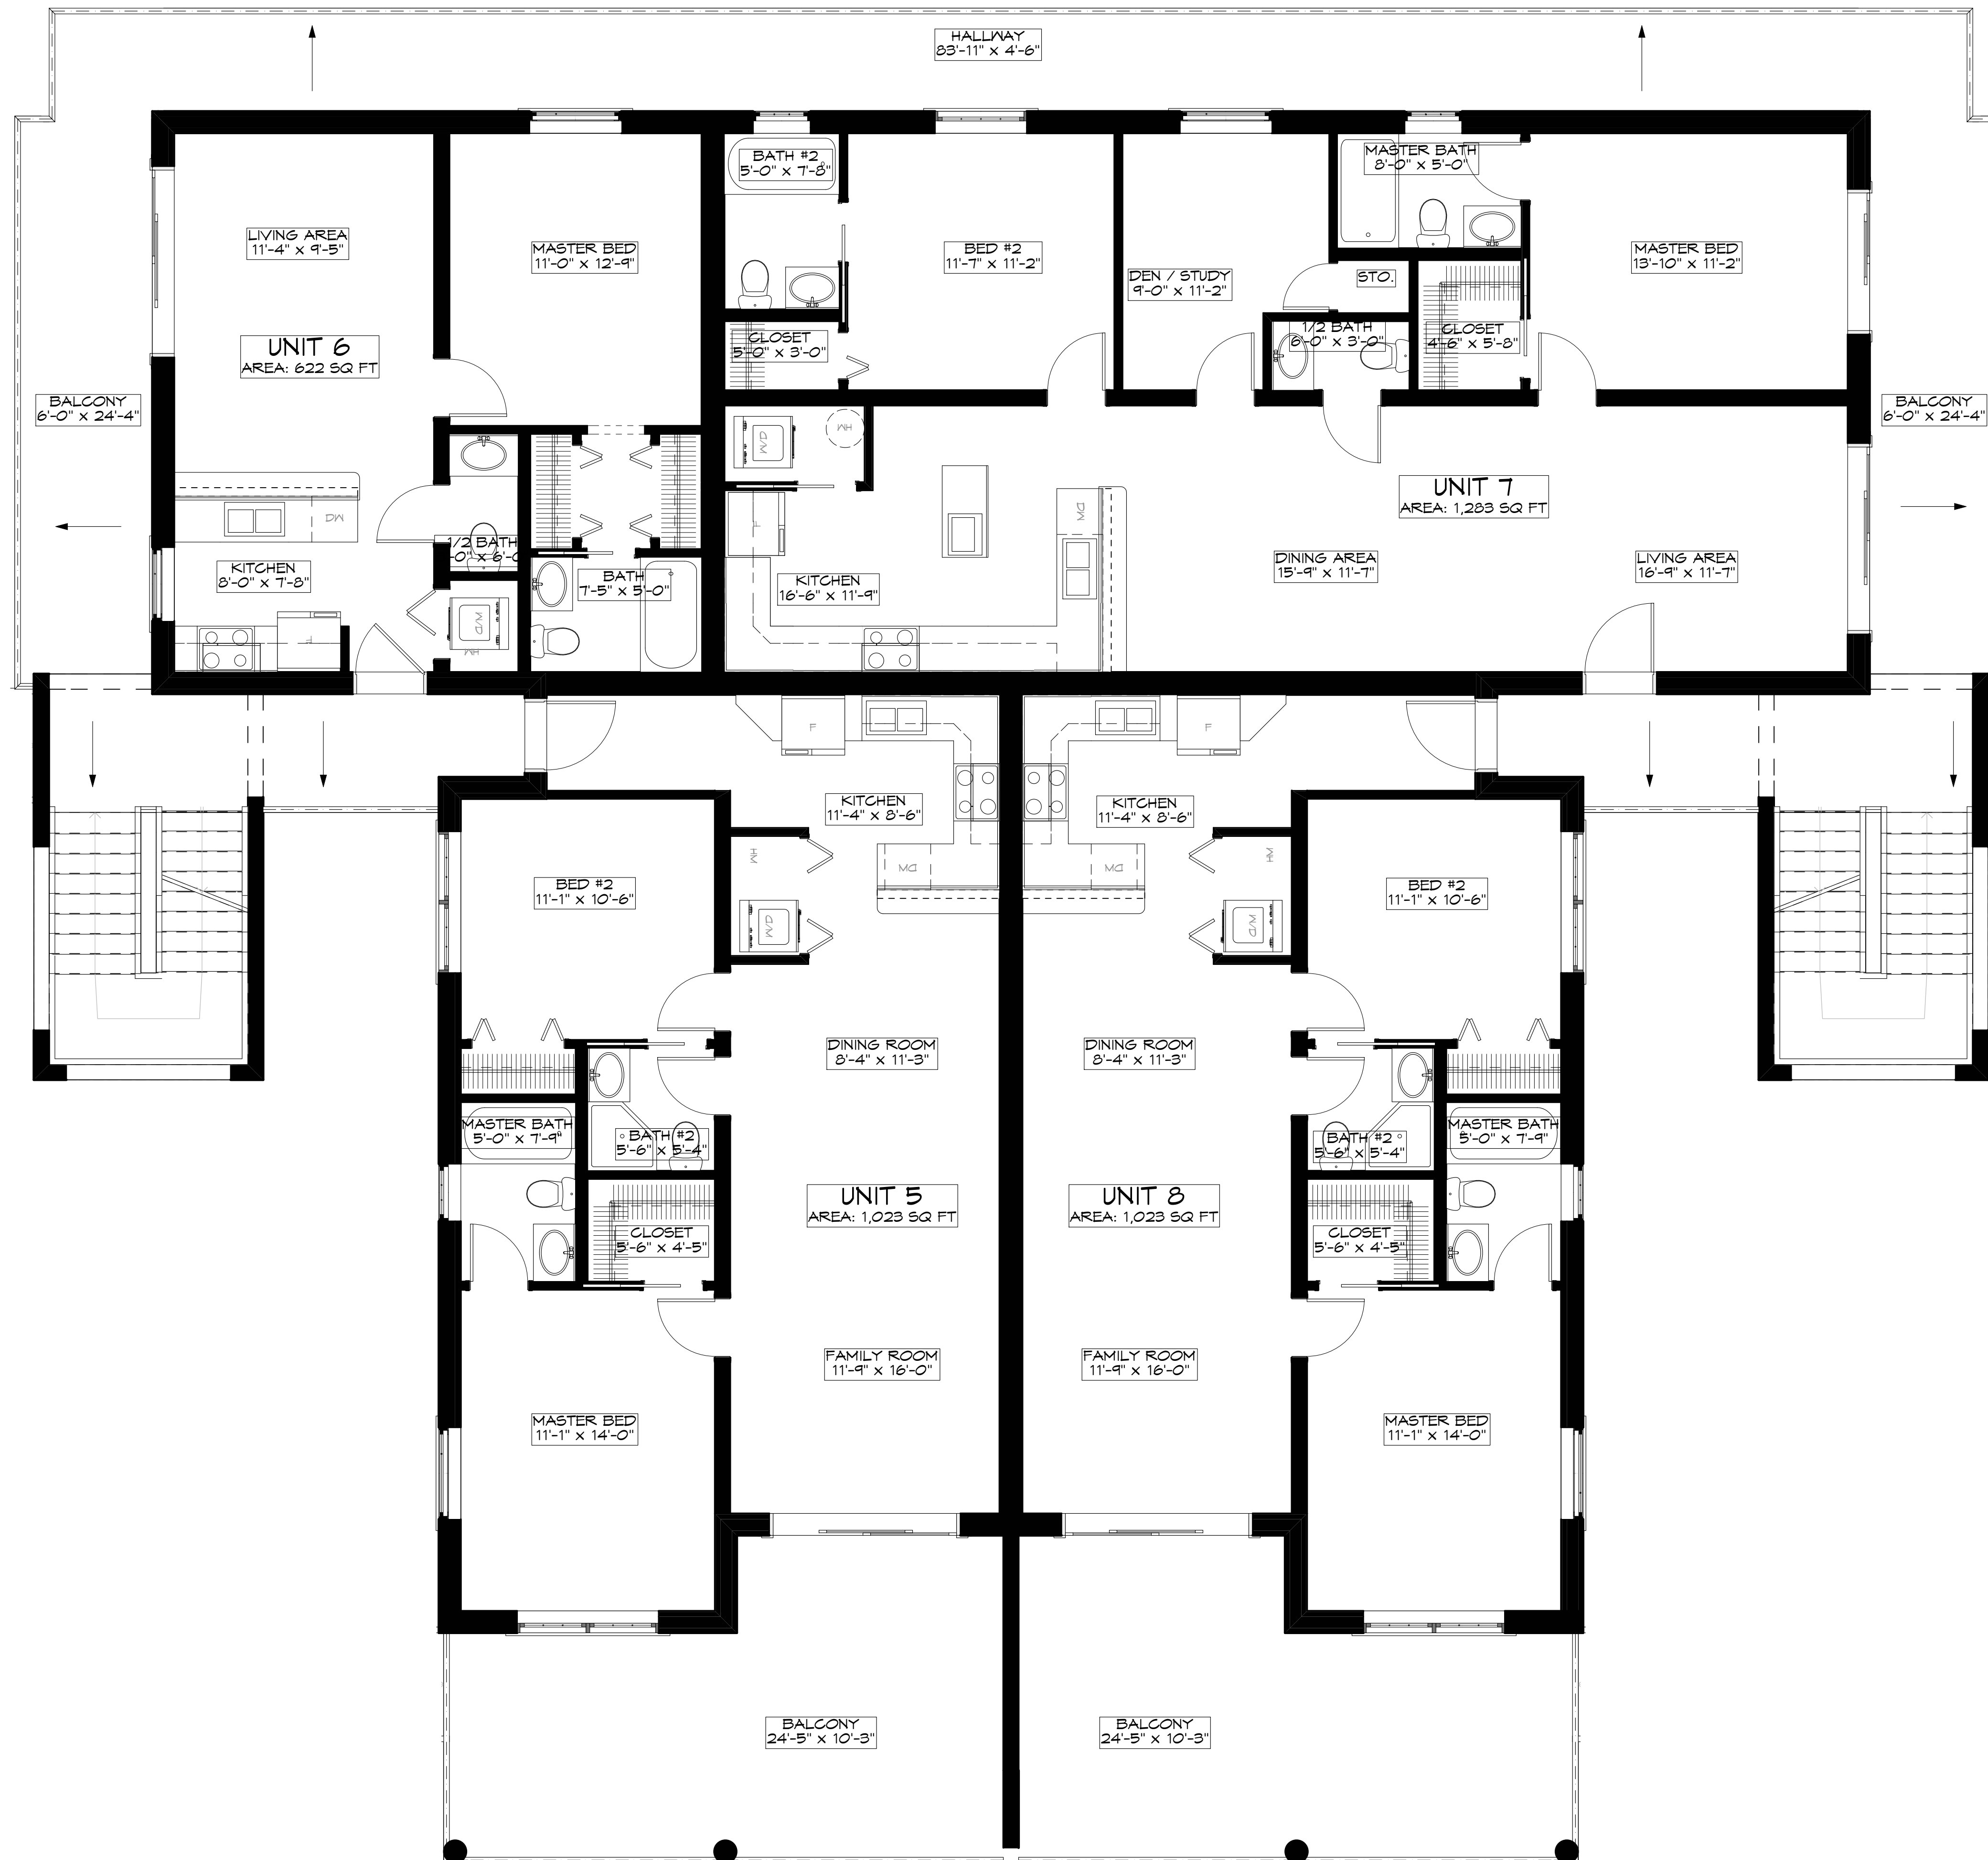 HALLWAY
83'-11" x 4'-6"
BATH #2
5'-0" x 7'-8"
MASTER BATH
8'-0" x 5'-0"
LIVING AREA
11'-4" x 9'-5"
MASTER BED
11'-0" x 12'-9"
BED #2
11'-7" x 11'-2"
DEN / STUDY
9'-0" x 11'-2"
STO.
MASTER BED
13'-10" x 11'-2"
UNIT 6
AREA: 622 SQ FT
CLOSET
5'-0" x 3'-0"
1/2 BATH
6'-0" x 3'-0"
CLOSET
4'-6" x 5'-8"
BALCONY
6'-0" x 24'-4"
BALCONY
6'-0" x 24'-4"
W/D
HW
UNIT 7
AREA: 1,283 SQ FT
DW
F
DW
1/2 BATH
KITCHEN
8'-0" x 7'-8"
BATH
7'-5" x 5'-0"
KITCHEN
16'-6" x 11'-9"
DINING AREA
15'-9" x 11'-7"
LIVING AREA
16'-9" x 11'-7"
F
W/D
HW
F
F
KITCHEN
11'-4" x 8'-6"
KITCHEN
11'-4" x 8'-6"
HW
DW
DW
HW
BED #2
11'-1" x 10'-6"
BED #2
11'-1" x 10'-6"
W/D
W/D
DINING ROOM
8'-4" x 11'-3"
DINING ROOM
8'-4" x 11'-3"
MASTER BATH
5'-0" x 7'-9"
BATH #2
5'-6" x 5'-4"
BATH #2
5'-6" x 5'-4"
MASTER BATH
5'-0" x 7'-9"
UNIT 5
AREA: 1,023 SQ FT
UNIT 8
AREA: 1,023 SQ FT
CLOSET
5'-6" x 4'-5"
CLOSET
5'-6" x 4'-5"
FAMILY ROOM
11'-9" x 16'-0"
FAMILY ROOM
11'-9" x 16'-0"
MASTER BED
11'-1" x 14'-0"
MASTER BED
11'-1" x 14'-0"
BALCONY
24'-5" x 10'-3"
BALCONY
24'-5" x 10'-3"